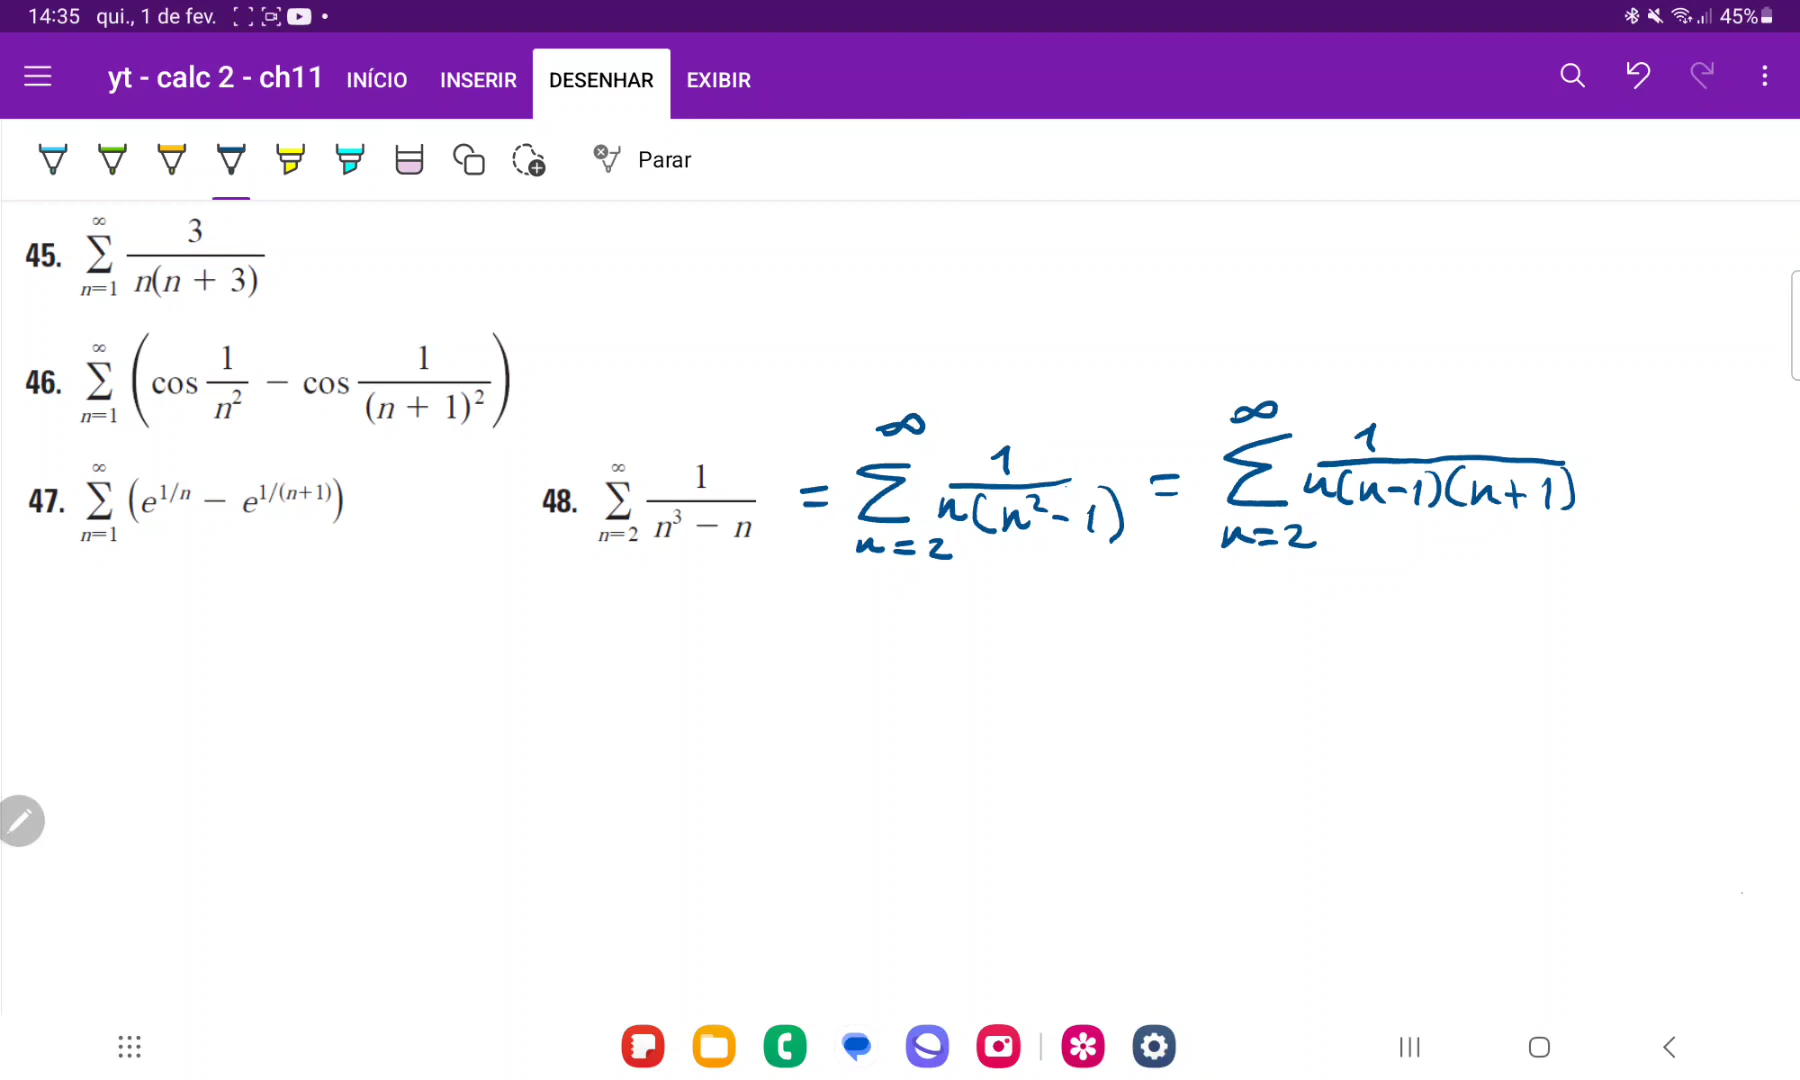 14:35 qui., 1 de fev. 45%
yt - calc 2 - ch11 INÍCIO INSERIR DESENHAR EXIBIR
Parar
45. ∑_{n=1}^{∞} 3/(n(n + 3))
46. ∑_{n=1}^{∞} (cos 1/n² − cos 1/(n + 1)²)
47. ∑_{n=1}^{∞} (e^{1/n} − e^{1/(n+1)})
48. ∑_{n=2}^{∞} 1/(n³ − n) = ∑_{n=2}^{∞} 1/(n(n²-1)) = ∑_{n=2}^{∞} 1/(n(n-1)(n+1))